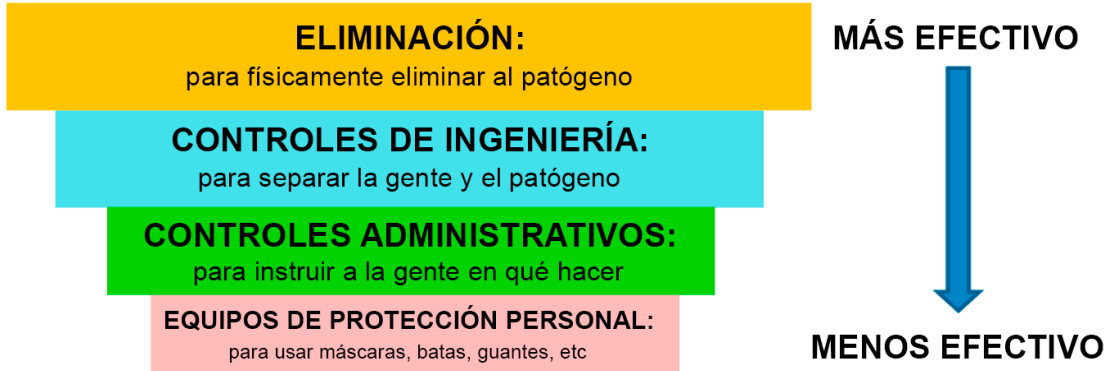 ELIMINACIÓN:
para físicamente eliminar al patógeno
MÁS EFECTIVO
CONTROLES DE INGENIERÍA:
para separar la gente y el patógeno
CONTROLES ADMINISTRATIVOS:
para instruir a la gente en qué hacer
EQUIPOS DE PROTECCIÓN PERSONAL:
para usar máscaras, batas, guantes, etc
MENOS EFECTIVO